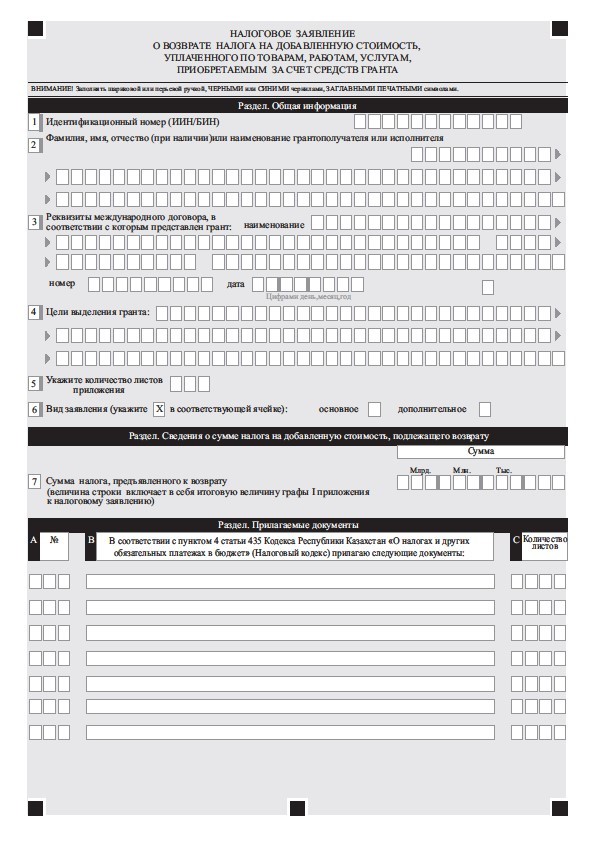 НАЛОГОВОЕ ЗАЯВЛЕНИЕ
О ВОЗВРАТЕ НАЛОГА НА ДОБАВЛЕННУЮ СТОИМОСТЬ,
УПЛАЧЕННОГО ПО ТОВАРАМ, РАБОТАМ, УСЛУГАМ,
ПРИОБРЕТАЕМЫМ ЗА СЧЕТ СРЕДСТВ ГРАНТА
ВНИМАНИЕ! Заполнять шариковой или перьевой ручкой, ЧЕРНЫМИ или СИНИМИ чернилами, ЗАГЛАВНЫМИ ПЕЧАТНЫМИ символами.
Раздел. Общая информация
1 Идентификационный номер (ИИН/БИН)
2 Фамилия, имя, отчество (при наличии)или наименование грантополучателя или исполнителя
3 Реквизиты международного договора, в
соответствии с которым представлен грант: наименование
номер дата
Цифрами день,месяц,год
4 Цели выделения гранта:
5 Укажите количество листов
приложения
6 Вид заявления (укажите X в соответствующей ячейке): основное дополнительное
Раздел. Сведения о сумме налога на добавленную стоимость, подлежащего возврату
Сумма
Млрд. Млн. Тыс.
7 Сумма налога, предъявленного к возврату
(величина строки включает в себя итоговую величину графы I приложения
к налоговому заявлению)
Раздел. Прилагаемые документы
A № B В соответствии с пунктом 4 статьи 435 Кодекса Республики Казахстан «О налогах и других C Количество
обязательных платежах в бюджет» (Налоговый кодекс) прилагаю следующие документы: листов